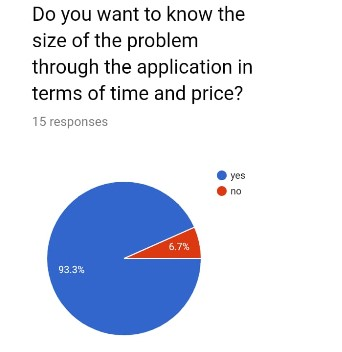 Do you want to know the
size of the problem
through the application in
terms of time and price?
15 responses
yes
no
6.7%
93.3%